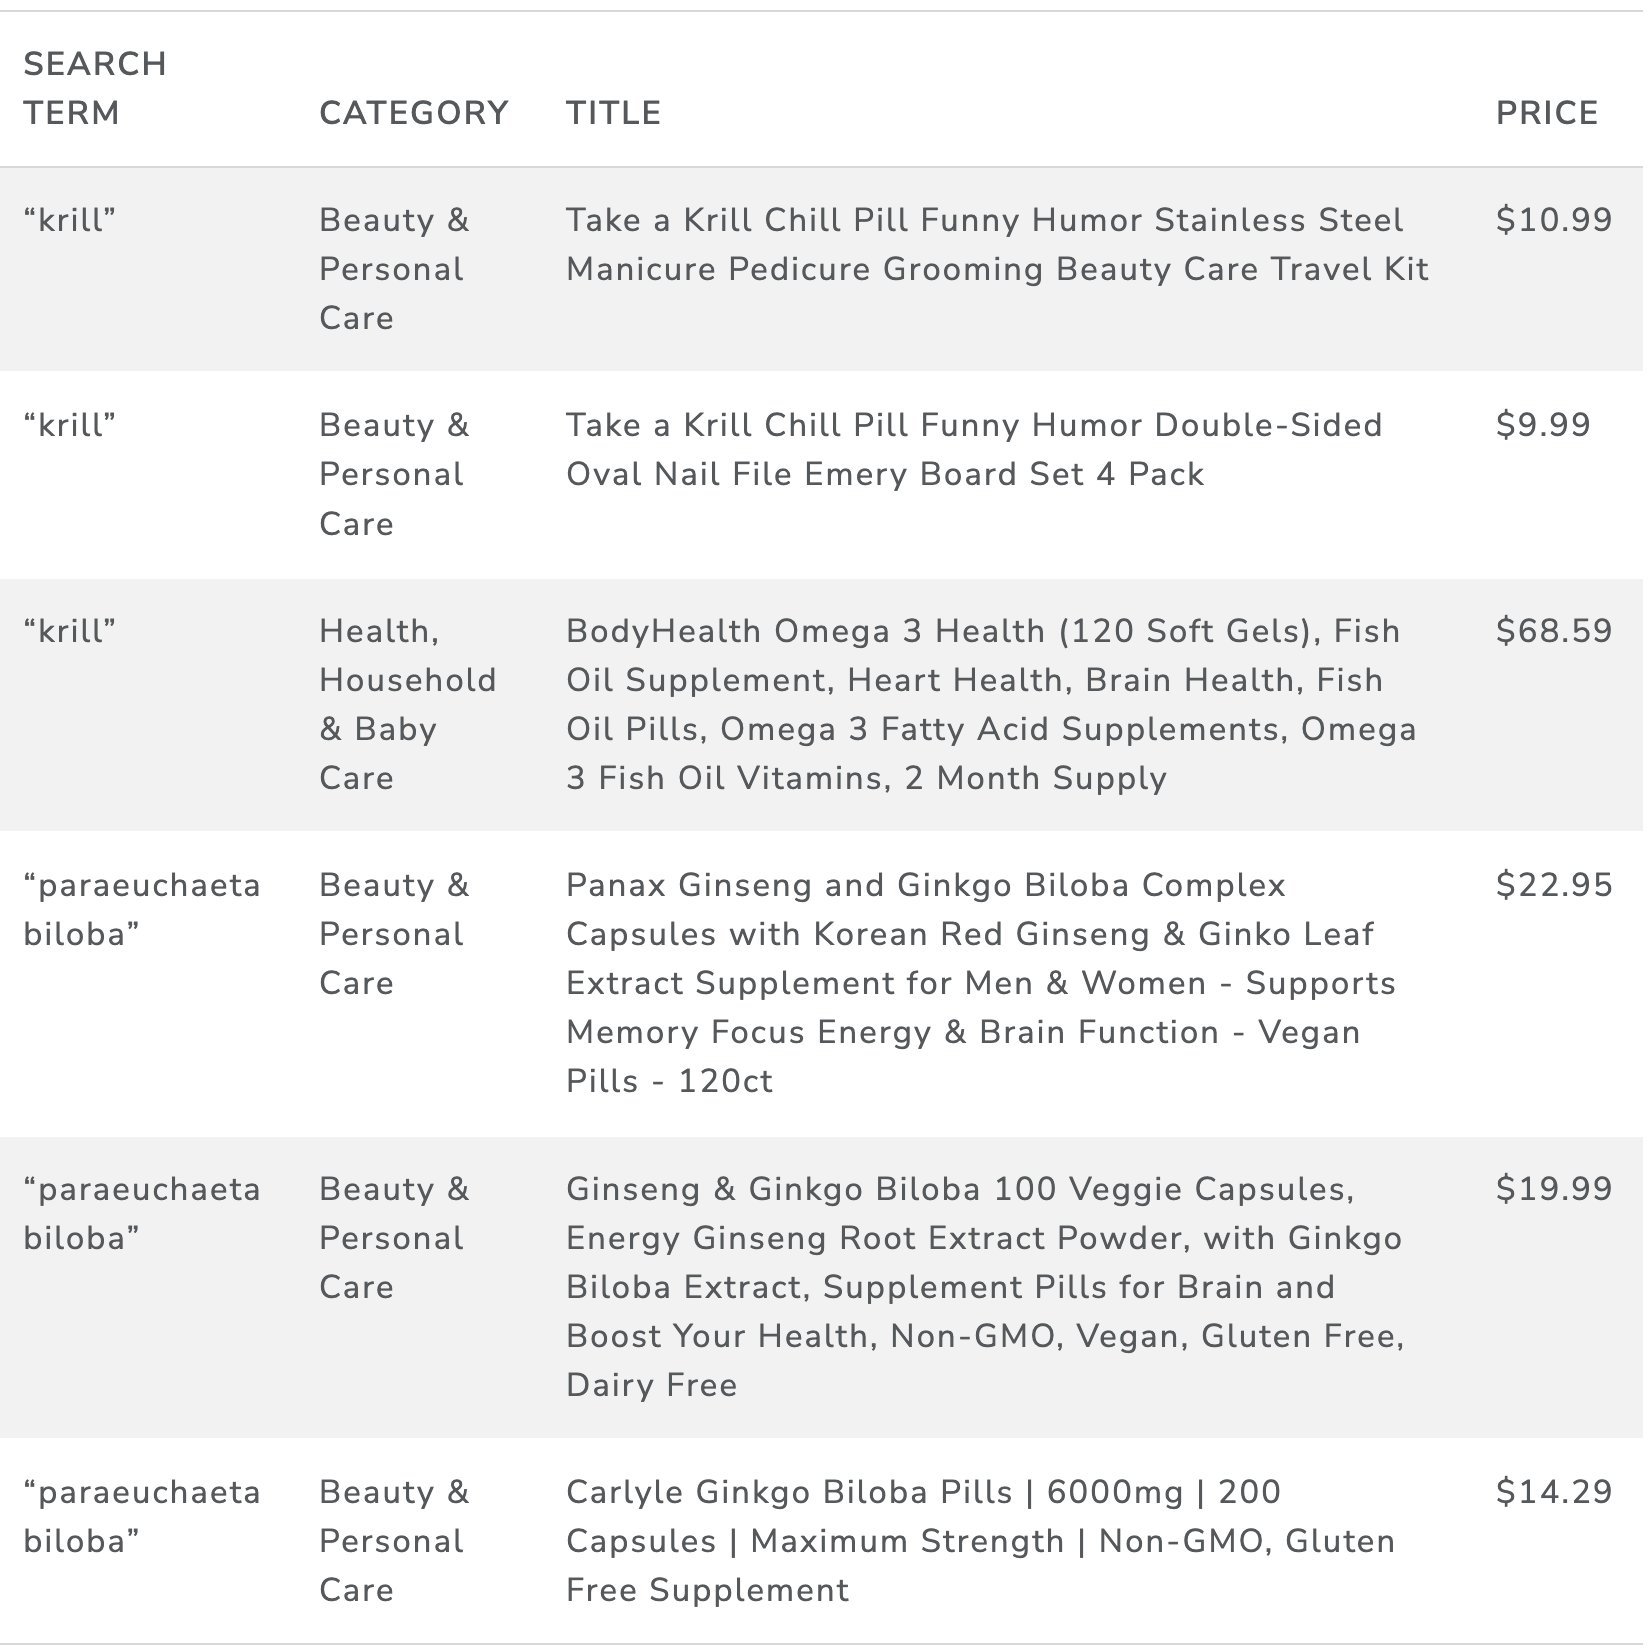 SEARCH
TERM CATEGORY TITLE PRICE
“krill” Beauty & Take a Krill Chill Pill Funny Humor Stainless Steel $10.99
Personal Manicure Pedicure Grooming Beauty Care Travel Kit
Care
“krill” Beauty & Take a Krill Chill Pill Funny Humor Double-Sided $9.99
Personal Oval Nail File Emery Board Set 4 Pack
Care
“krill” Health, BodyHealth Omega 3 Health (120 Soft Gels), Fish $68.59
Household Oil Supplement, Heart Health, Brain Health, Fish
& Baby Oil Pills, Omega 3 Fatty Acid Supplements, Omega
Care 3 Fish Oil Vitamins, 2 Month Supply
“paraeuchaeta Beauty & Panax Ginseng and Ginkgo Biloba Complex $22.95
biloba” Personal Capsules with Korean Red Ginseng & Ginko Leaf
Care Extract Supplement for Men & Women - Supports
Memory Focus Energy & Brain Function - Vegan
Pills - 120ct
“paraeuchaeta Beauty & Ginseng & Ginkgo Biloba 100 Veggie Capsules, $19.99
biloba” Personal Energy Ginseng Root Extract Powder, with Ginkgo
Care Biloba Extract, Supplement Pills for Brain and
Boost Your Health, Non-GMO, Vegan, Gluten Free,
Dairy Free
“paraeuchaeta Beauty & Carlyle Ginkgo Biloba Pills | 6000mg | 200 $14.29
biloba” Personal Capsules | Maximum Strength | Non-GMO, Gluten
Care Free Supplement